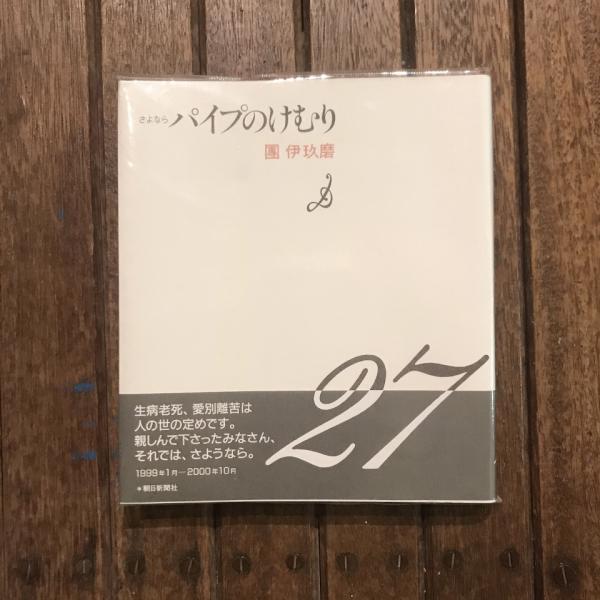 さよなら パイプのけむり
團 伊玖磨
27
生病老死、愛別離苦は
人の世の定めです。
親しんで下さったみなさん、
それでは、さようなら。
1999年1月—2000年10月
*朝日新聞社